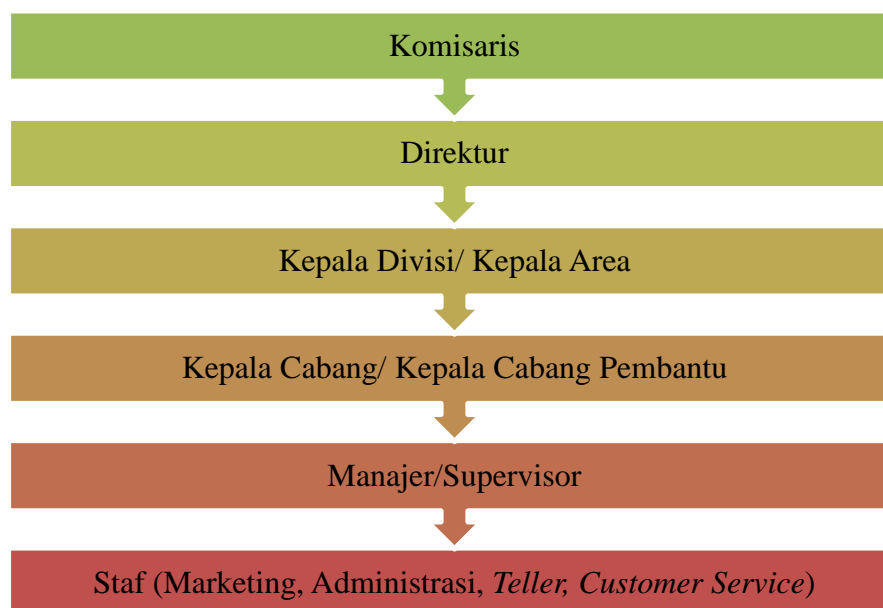 Komisaris
Direktur
Kepala Divisi/ Kepala Area
Kepala Cabang/ Kepala Cabang Pembantu
Manajer/Supervisor
Staf (Marketing, Administrasi, Teller, Customer Service)